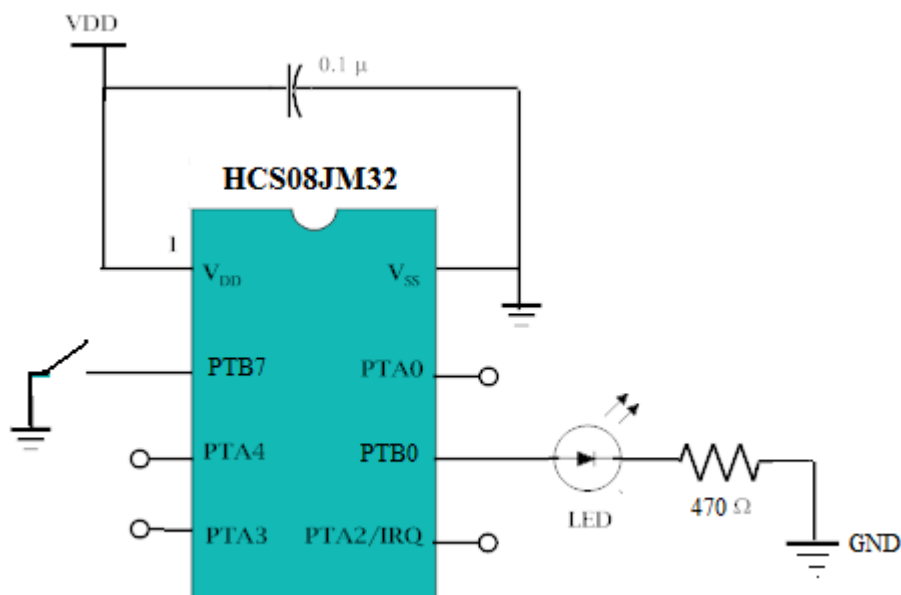 VDD
0.1 µ
HCS08JM32
1
VDD
VSS
PTB7
PTA0
PTA4
PTB0
PTA3
PTA2/IRQ
LED
470 Ω
GND